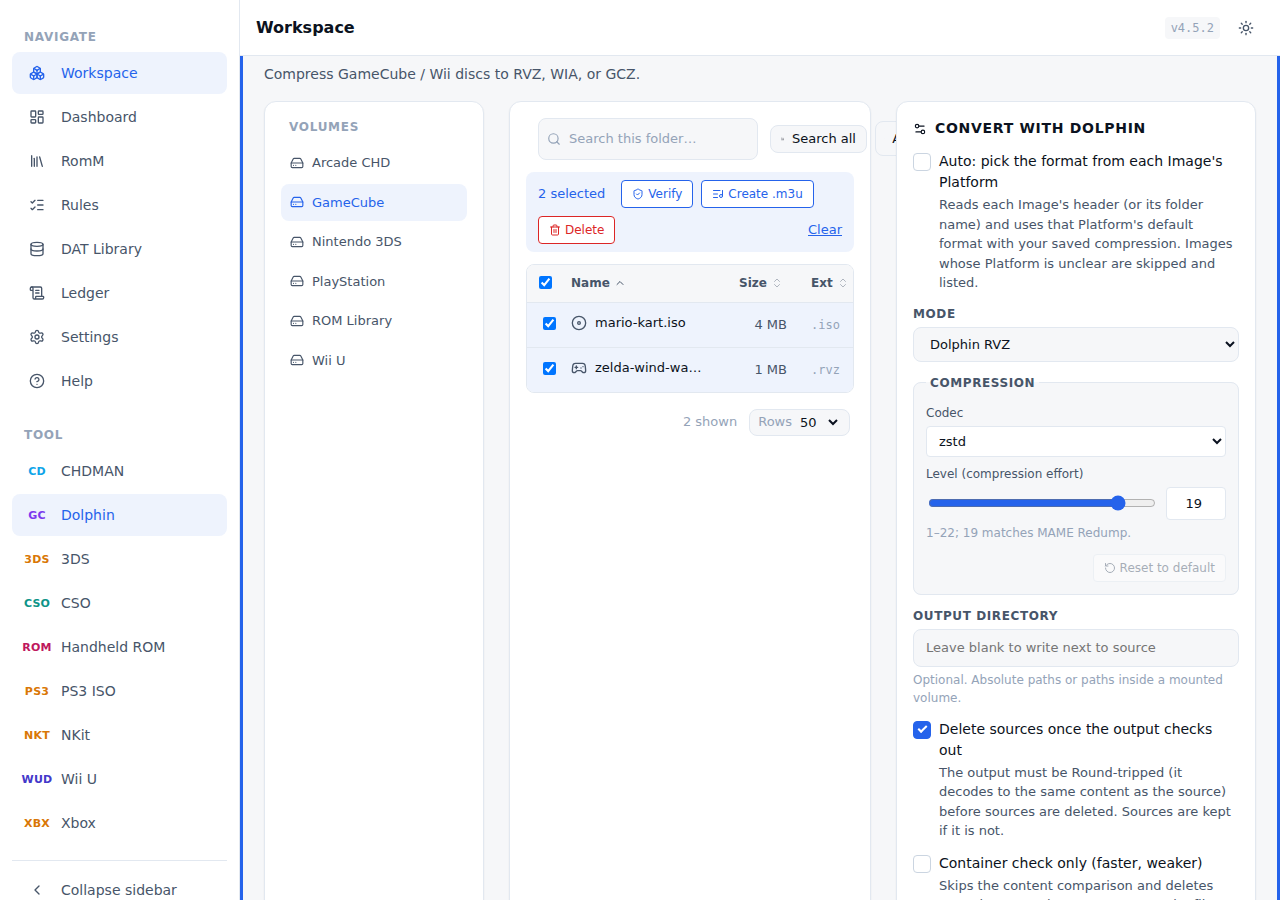 NAVIGATE
Workspace
Dashboard
RomM
Rules
DAT Library
Ledger
Settings
Help
TOOL
CD CHDMAN
GC Dolphin
3DS 3DS
CSO CSO
ROM Handheld ROM
PS3 PS3 ISO
NKT NKit
WUD Wii U
XBX Xbox
Collapse sidebar
Workspace
v4.5.2
Compress GameCube / Wii discs to RVZ, WIA, or GCZ.
VOLUMES
Arcade CHD
GameCube
Nintendo 3DS
PlayStation
ROM Library
Wii U
Search this folder…
Search all
2 selected
Verify
Create .m3u
Delete
Clear
Name Size Ext
mario-kart.iso 4 MB .iso
zelda-wind-wa… 1 MB .rvz
2 shown
Rows 50
CONVERT WITH DOLPHIN
Auto: pick the format from each Image's
Platform
Reads each Image's header (or its folder
name) and uses that Platform's default
format with your saved compression. Images
whose Platform is unclear are skipped and
listed.
MODE
Dolphin RVZ
COMPRESSION
Codec
zstd
Level (compression effort)
19
1–22; 19 matches MAME Redump.
Reset to default
OUTPUT DIRECTORY
Leave blank to write next to source
Optional. Absolute paths or paths inside a mounted
volume.
Delete sources once the output checks
out
The output must be Round-tripped (it
decodes to the same content as the source)
before sources are deleted. Sources are kept
if it is not.
Container check only (faster, weaker)
Skips the content comparison and deletes